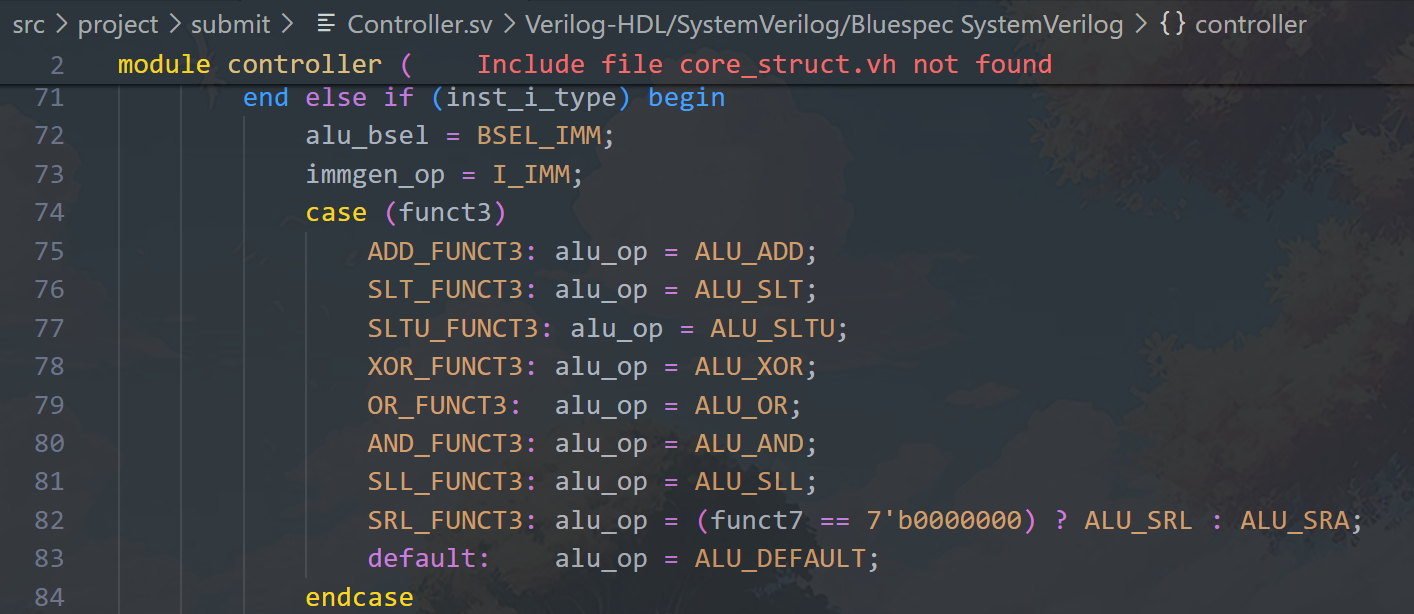 src > project > submit > Controller.sv > Verilog-HDL/SystemVerilog/Bluespec SystemVerilog > {} controller
2 module controller ( Include file core_struct.vh not found
71 end else if (inst_i_type) begin
72 alu_bsel = BSEL_IMM;
73 immgen_op = I_IMM;
74 case (funct3)
75 ADD_FUNCT3: alu_op = ALU_ADD;
76 SLT_FUNCT3: alu_op = ALU_SLT;
77 SLTU_FUNCT3: alu_op = ALU_SLTU;
78 XOR_FUNCT3: alu_op = ALU_XOR;
79 OR_FUNCT3: alu_op = ALU_OR;
80 AND_FUNCT3: alu_op = ALU_AND;
81 SLL_FUNCT3: alu_op = ALU_SLL;
82 SRL_FUNCT3: alu_op = (funct7 == 7'b0000000) ? ALU_SRL : ALU_SRA;
83 default: alu_op = ALU_DEFAULT;
84 endcase